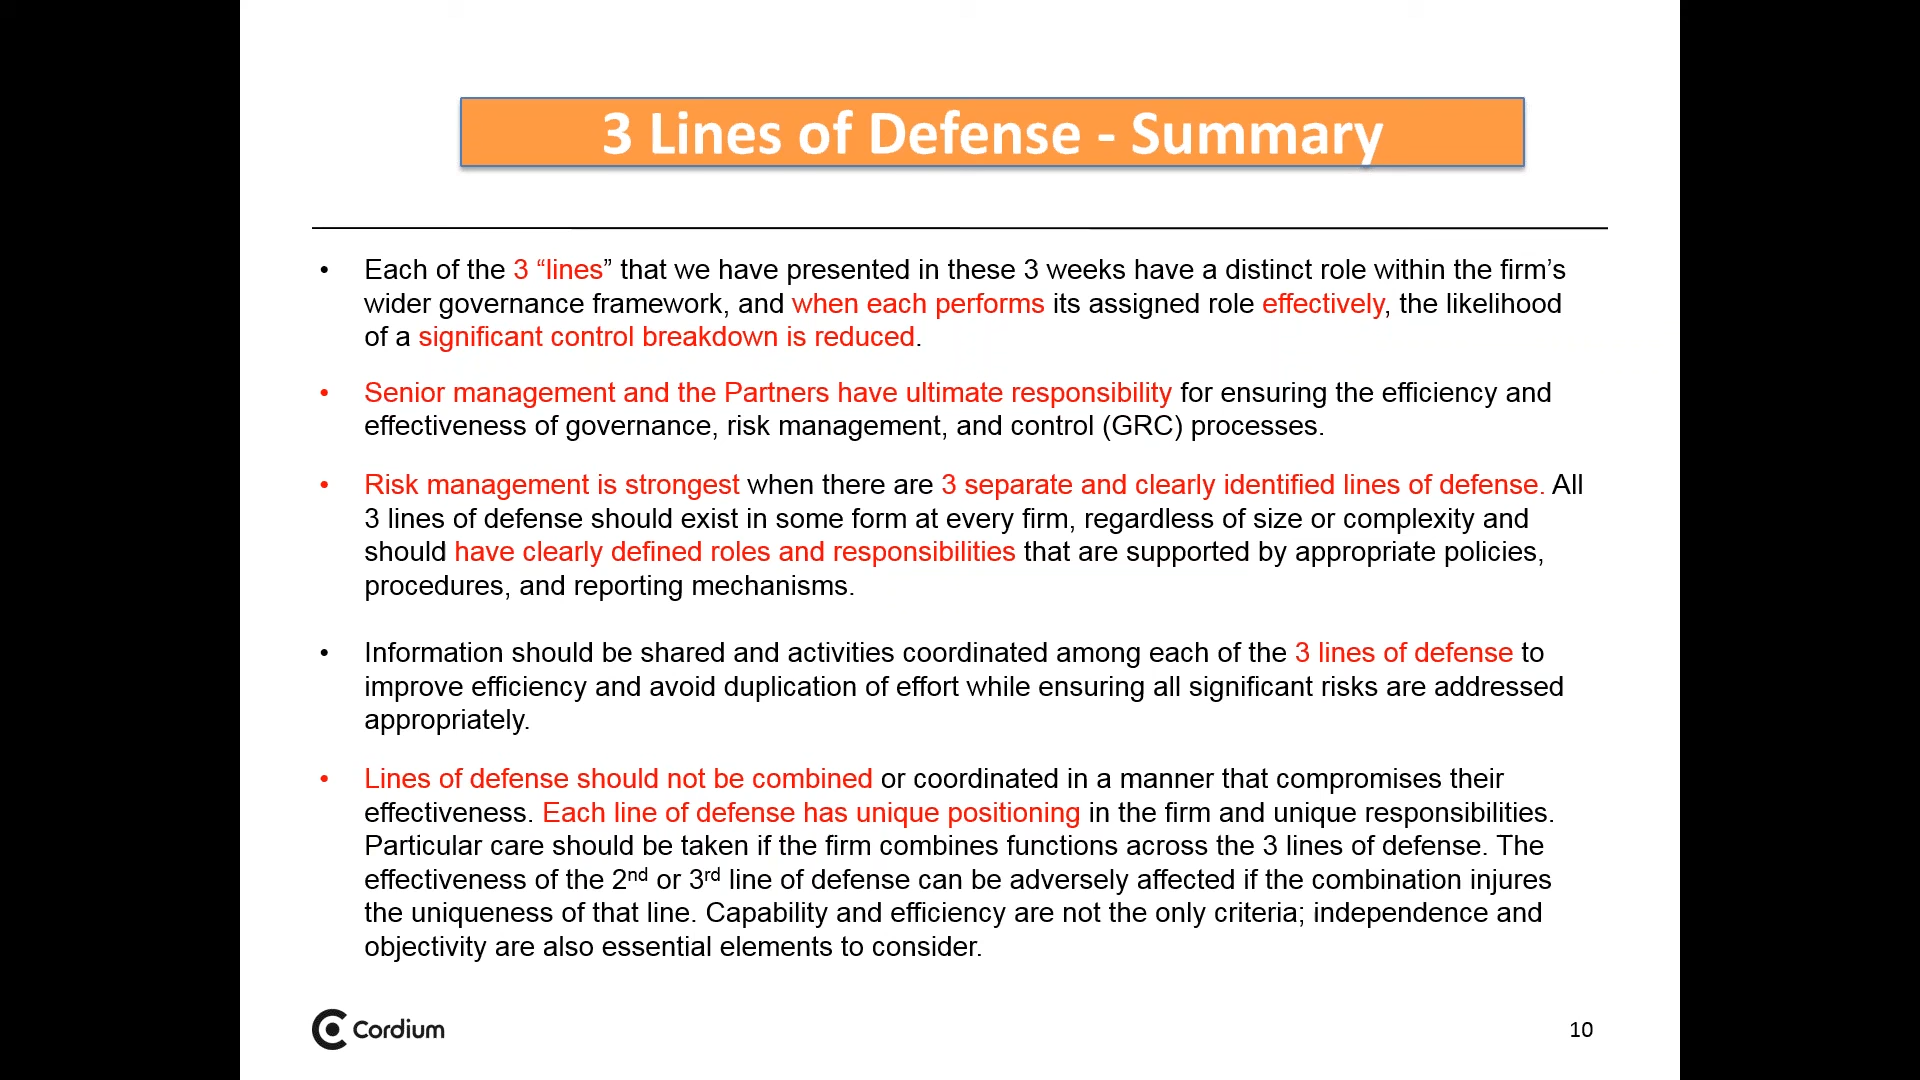 3 Lines of Defense - Summary
• Each of the 3 “lines” that we have presented in these 3 weeks have a distinct role within the firm’s
wider governance framework, and when each performs its assigned role effectively, the likelihood
of a significant control breakdown is reduced.
• Senior management and the Partners have ultimate responsibility for ensuring the efficiency and
effectiveness of governance, risk management, and control (GRC) processes.
• Risk management is strongest when there are 3 separate and clearly identified lines of defense. All
3 lines of defense should exist in some form at every firm, regardless of size or complexity and
should have clearly defined roles and responsibilities that are supported by appropriate policies,
procedures, and reporting mechanisms.
• Information should be shared and activities coordinated among each of the 3 lines of defense to
improve efficiency and avoid duplication of effort while ensuring all significant risks are addressed
appropriately.
• Lines of defense should not be combined or coordinated in a manner that compromises their
effectiveness. Each line of defense has unique positioning in the firm and unique responsibilities.
Particular care should be taken if the firm combines functions across the 3 lines of defense. The
effectiveness of the 2nd or 3rd line of defense can be adversely affected if the combination injures
the uniqueness of that line. Capability and efficiency are not the only criteria; independence and
objectivity are also essential elements to consider.
Cordium
10